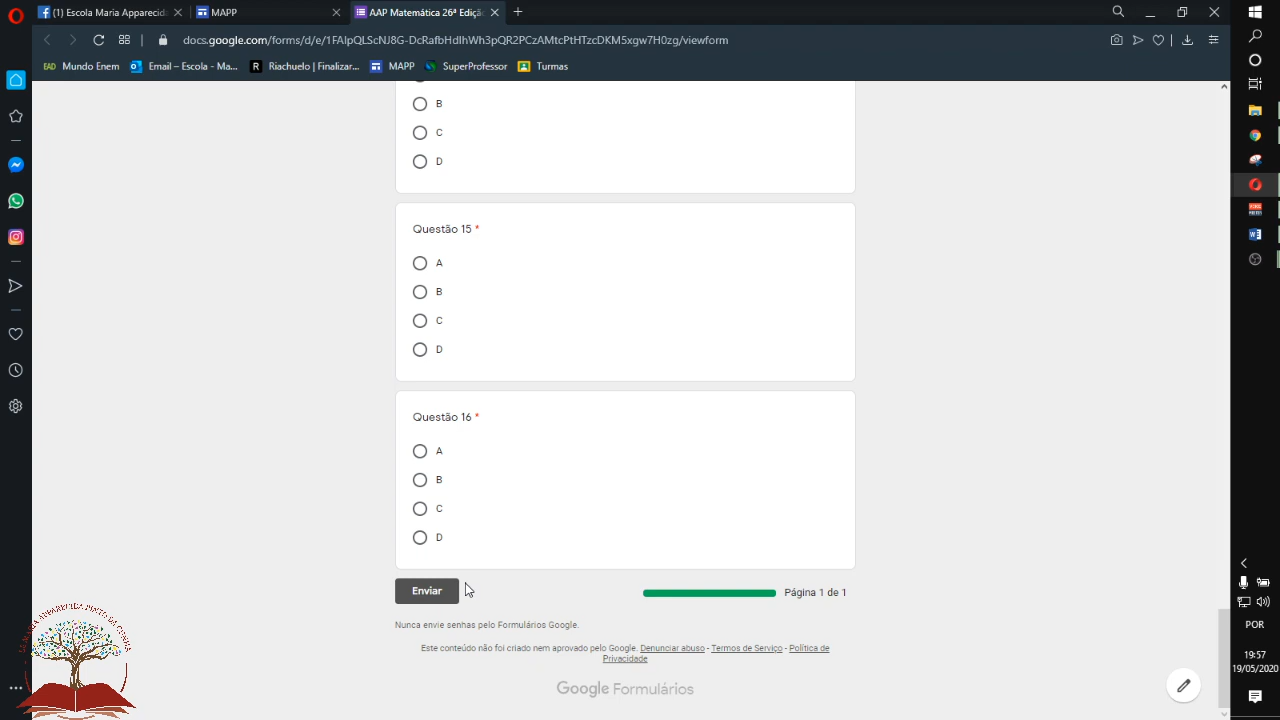 (1) Escola Maria Apparecida
MAPP
AAP Matemática 26ª Ediçã
docs.google.com/forms/d/e/1FAIpQLScNJ8G-DcRafbHdIhWh3pQR2PCzAMtcPtHTzcDKM5xgw7H0zg/viewform
EAD Mundo Enem
Email – Escola - Ma...
R Riachuelo | Finalizar...
MAPP
SuperProfessor
Turmas
B
C
D
Questão 15 *
A
B
C
D
Questão 16 *
A
B
C
D
Enviar
Página 1 de 1
Nunca envie senhas pelo Formulários Google.
Este conteúdo não foi criado nem aprovado pelo Google. Denunciar abuso - Termos de Serviço - Política de
Privacidade
Google Formulários
POR
19:57
19/05/2020